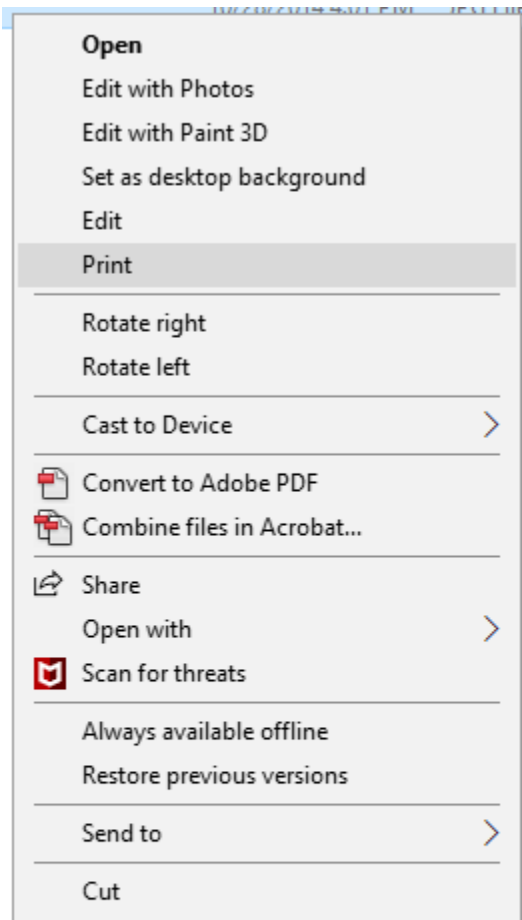 Open
Edit with Photos
Edit with Paint 3D
Set as desktop background
Edit
Print
Rotate right
Rotate left
Cast to Device
Convert to Adobe PDF
Combine files in Acrobat...
Share
Open with
Scan for threats
Always available offline
Restore previous versions
Send to
Cut